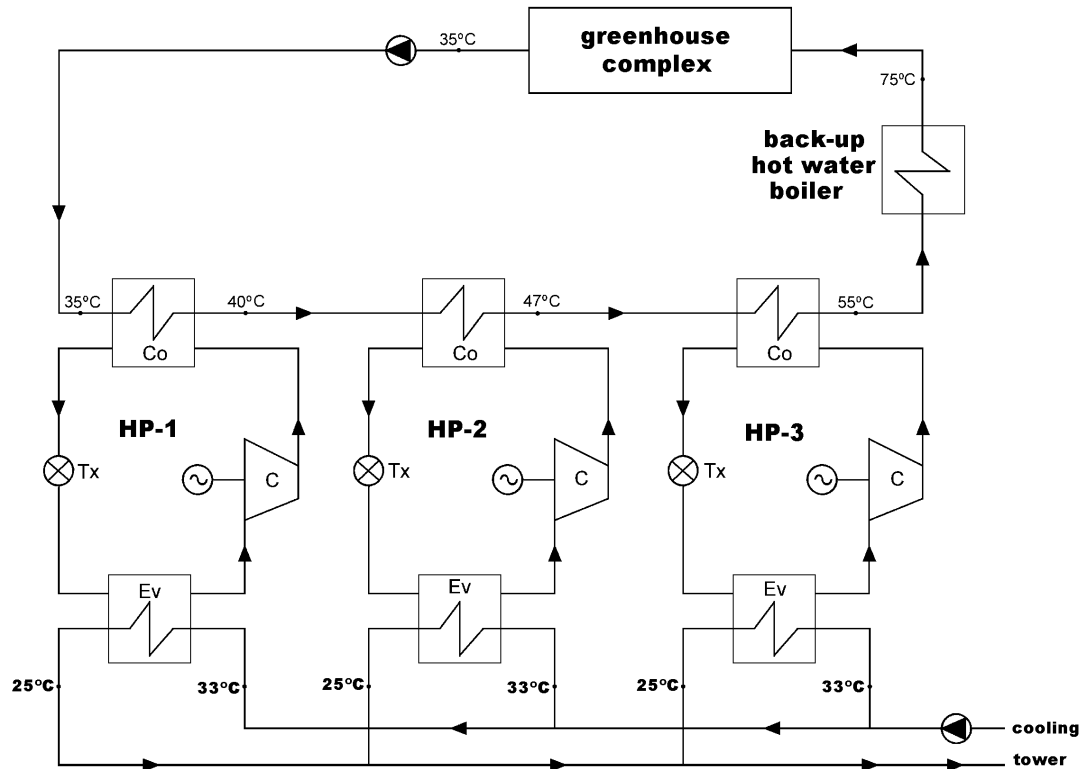 greenhouse
complex
35ºC
75ºC
back-up
hot water
boiler
35ºC
40ºC
47ºC
55ºC
Co
Co
Co
HP-1
HP-2
HP-3
Tx
C
Tx
C
Tx
C
Ev
Ev
Ev
25ºC
33ºC
25ºC
33ºC
25ºC
33ºC
cooling
tower